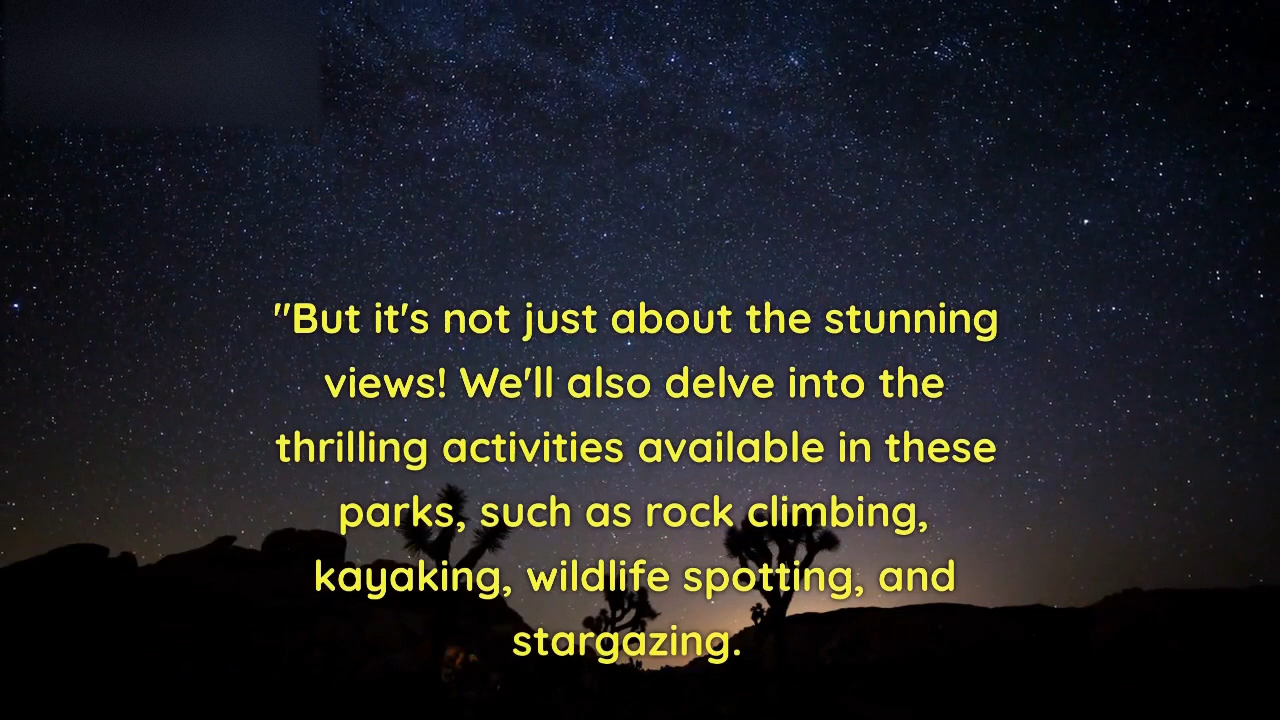 "But it's not just about the stunning
views! We'll also delve into the
thrilling activities available in these
parks, such as rock climbing,
kayaking, wildlife spotting, and
stargazing.